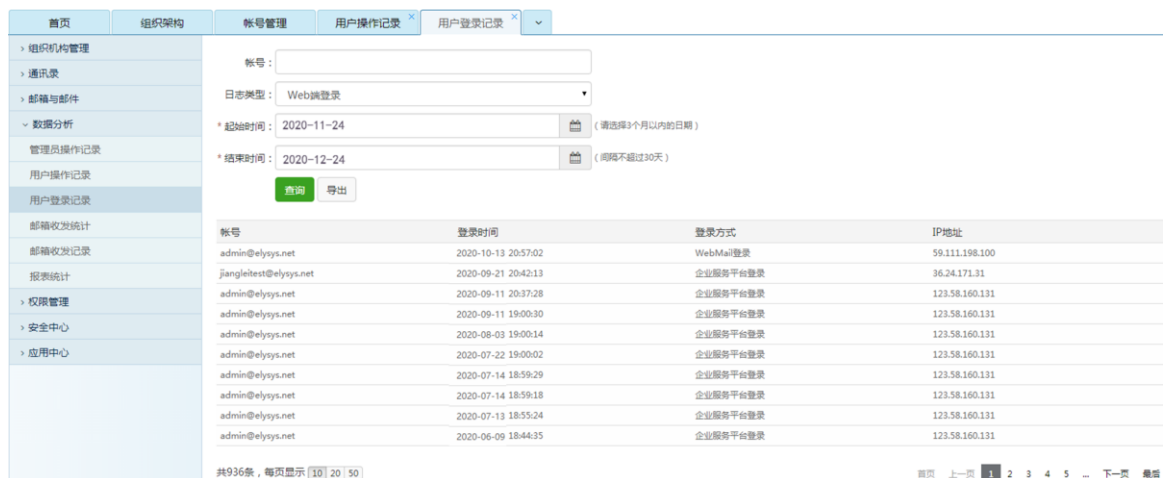 首页 组织架构 帐号管理 用户操作记录 × 用户登录记录 ×
组织机构管理
通讯录
邮箱与邮件
数据分析
管理员操作记录
用户操作记录
用户登录记录
邮箱收发统计
邮箱收发记录
报表统计
权限管理
安全中心
应用中心
帐号：
日志类型： Web端登录
* 起始时间： 2020-11-24 （请选择3个月以内的日期）
* 结束时间： 2020-12-24 （间隔不超过30天）
查询 导出
帐号 登录时间 登录方式 IP地址
admin@elysys.net 2020-10-13 20:57:02 WebMail登录 59.111.198.100
jiangleitest@elysys.net 2020-09-21 20:42:13 企业服务平台登录 36.24.171.31
admin@elysys.net 2020-09-11 20:37:28 企业服务平台登录 123.58.160.131
admin@elysys.net 2020-09-11 19:00:30 企业服务平台登录 123.58.160.131
admin@elysys.net 2020-08-03 19:00:14 企业服务平台登录 123.58.160.131
admin@elysys.net 2020-07-22 19:00:02 企业服务平台登录 123.58.160.131
admin@elysys.net 2020-07-14 18:59:29 企业服务平台登录 123.58.160.131
admin@elysys.net 2020-07-14 18:59:18 企业服务平台登录 123.58.160.131
admin@elysys.net 2020-07-13 18:55:24 企业服务平台登录 123.58.160.131
admin@elysys.net 2020-06-09 18:44:35 企业服务平台登录 123.58.160.131
共936条，每页显示 10 20 50 首页 上一页 1 2 3 4 5 ... 下一页 最后